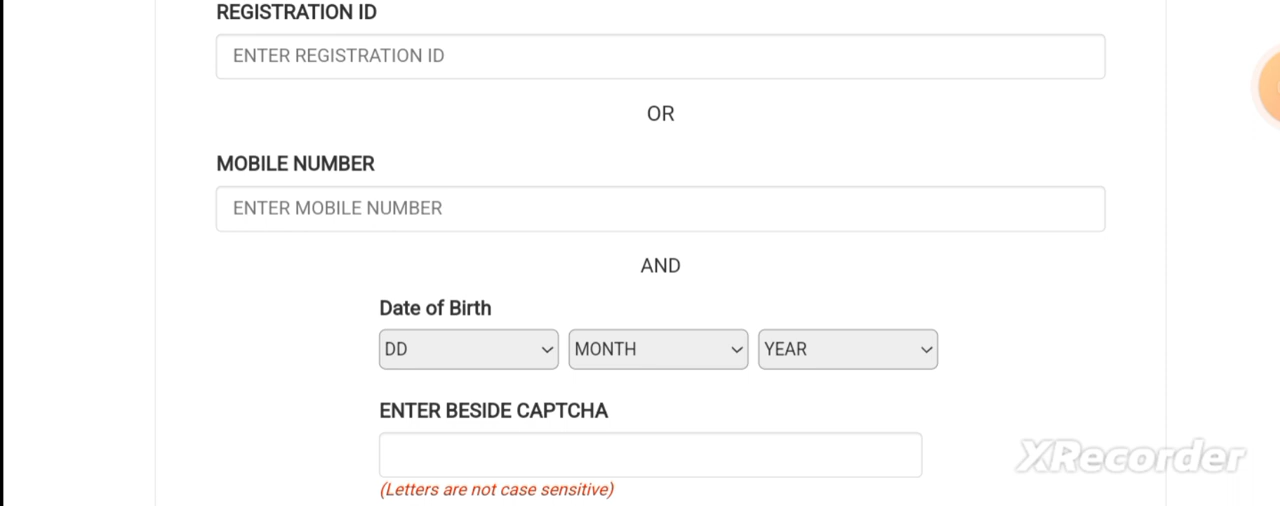 REGISTRATION ID
ENTER REGISTRATION ID
OR
MOBILE NUMBER
ENTER MOBILE NUMBER
AND
Date of Birth
DD MONTH YEAR
ENTER BESIDE CAPTCHA
XRecorder
(Letters are not case sensitive)